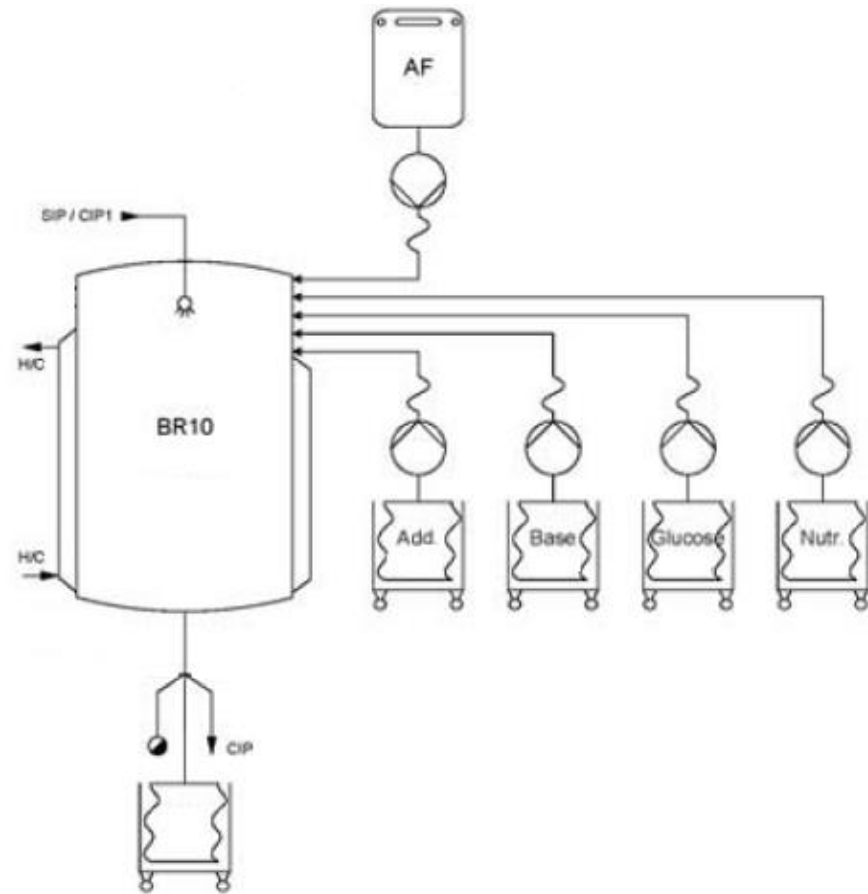 AF
SIP / CIP1
H/C
BR10
H/C
Add.
Base
Glucose
Nutr.
CIP